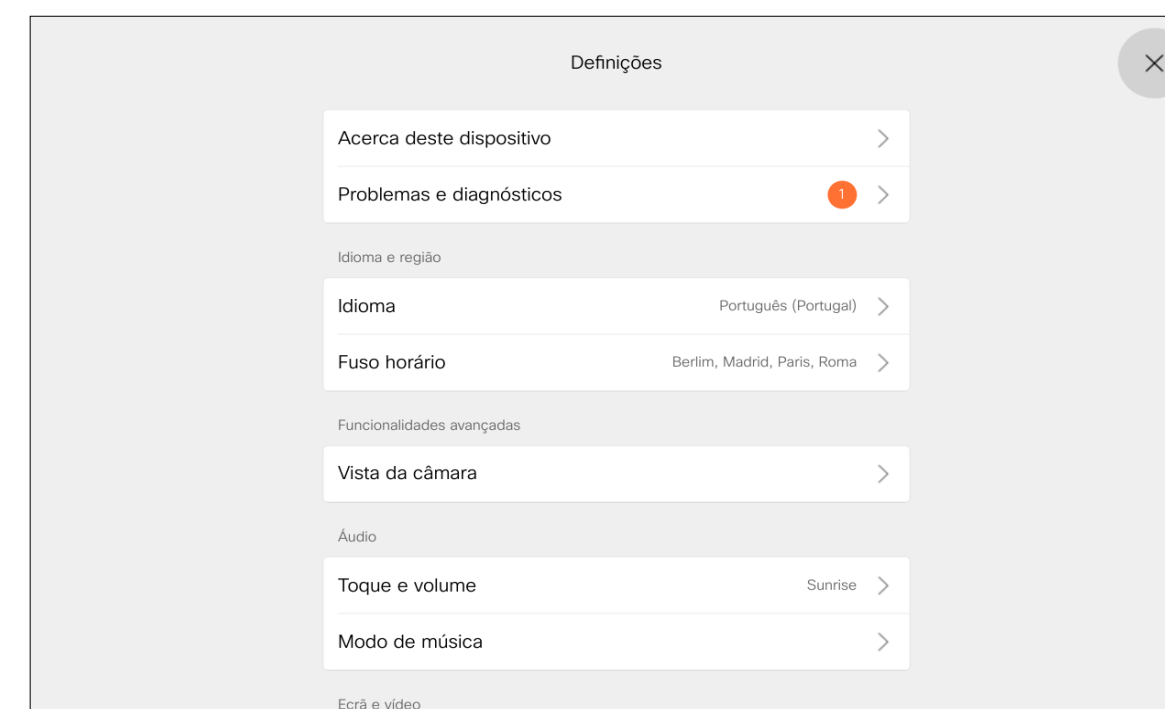 Definições
Acerca deste dispositivo
Problemas e diagnósticos 1
Idioma e região
Idioma Português (Portugal)
Fuso horário Berlim, Madrid, Paris, Roma
Funcionalidades avançadas
Vista da câmara
Áudio
Toque e volume Sunrise
Modo de música
Ecrã e vídeo